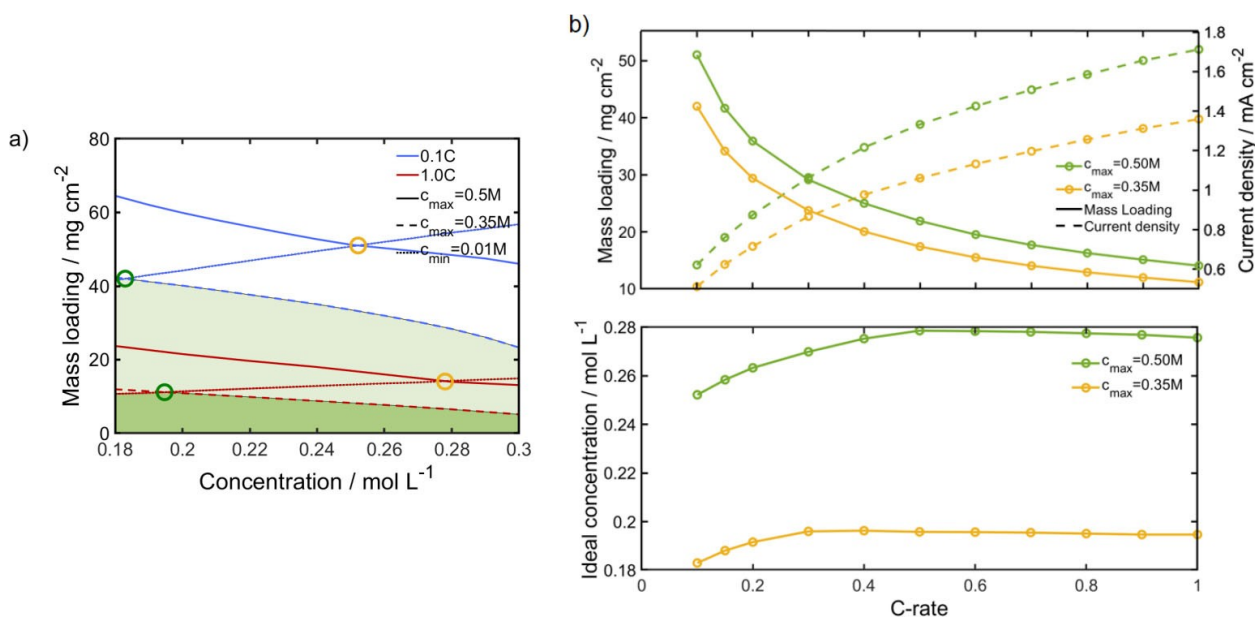 a)
Mass loading / mg cm-2
80
60
40
20
0
0.18
0.2
0.22
0.24
0.26
0.28
0.3
Concentration / mol L-1
0.1C
1.0C
cmax=0.5M
cmax=0.35M
cmin=0.01M
b)
Mass loading / mg cm-2
50
40
30
20
10
1.8
1.6
1.4
1.2
1
0.8
0.6
Current density / mA cm-2
cmax=0.50M
cmax=0.35M
Mass Loading
Current density
Ideal concentration / mol L-1
0.28
0.26
0.24
0.22
0.2
0.18
cmax=0.50M
cmax=0.35M
0
0.2
0.4
0.6
0.8
1
C-rate